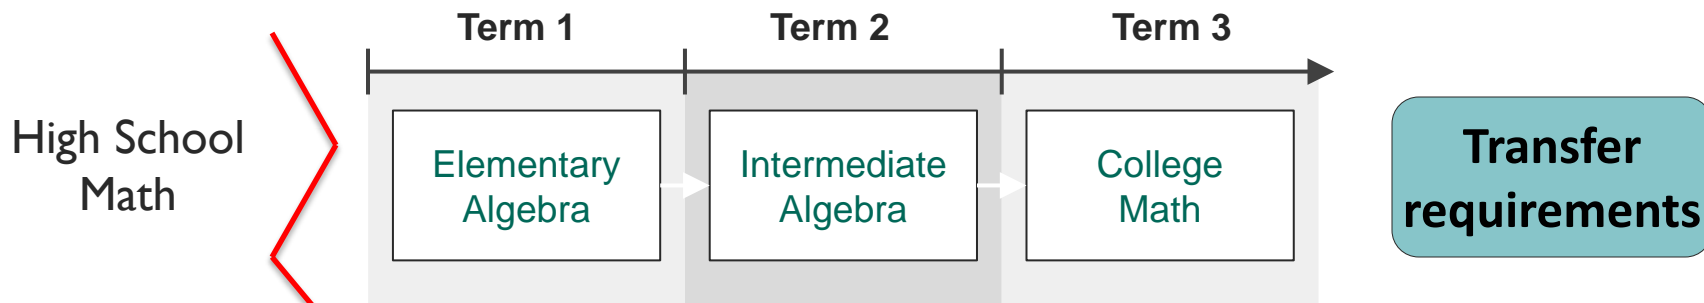 Term 1
Term 2
Term 3
High School
Math
Elementary
Algebra
Intermediate
Algebra
College
Math
Transfer
requirements